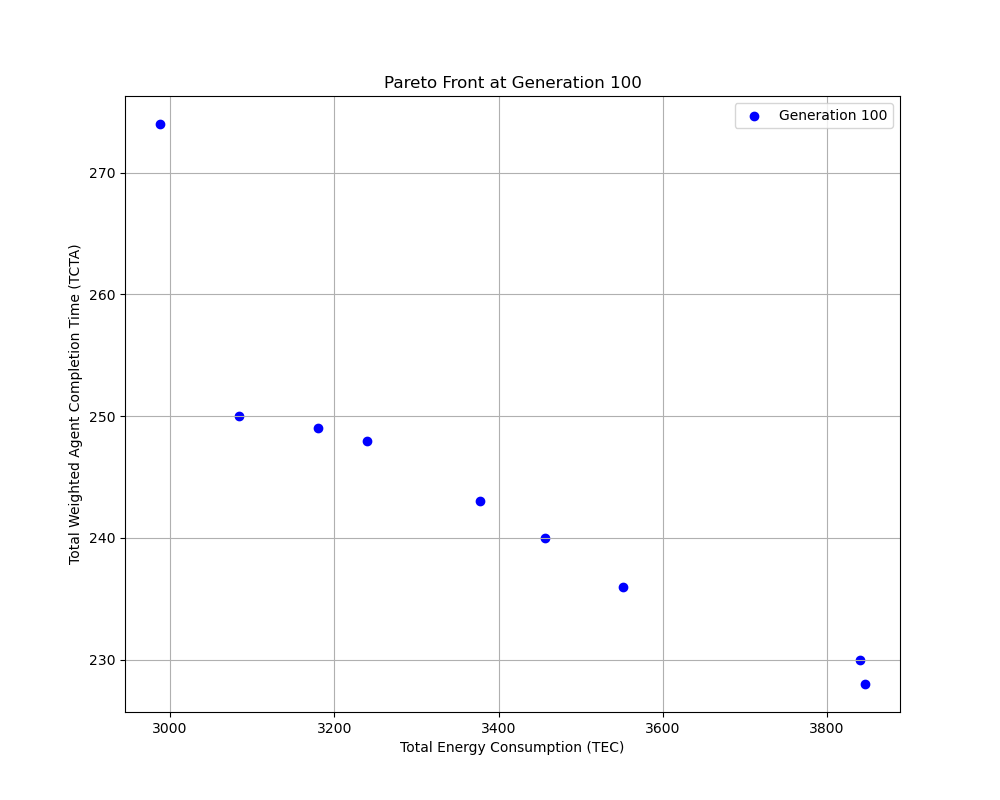 Pareto Front at Generation 100
Generation 100
Total Weighted Agent Completion Time (TCTA)
270
260
250
240
230
3000 3200 3400 3600 3800
Total Energy Consumption (TEC)